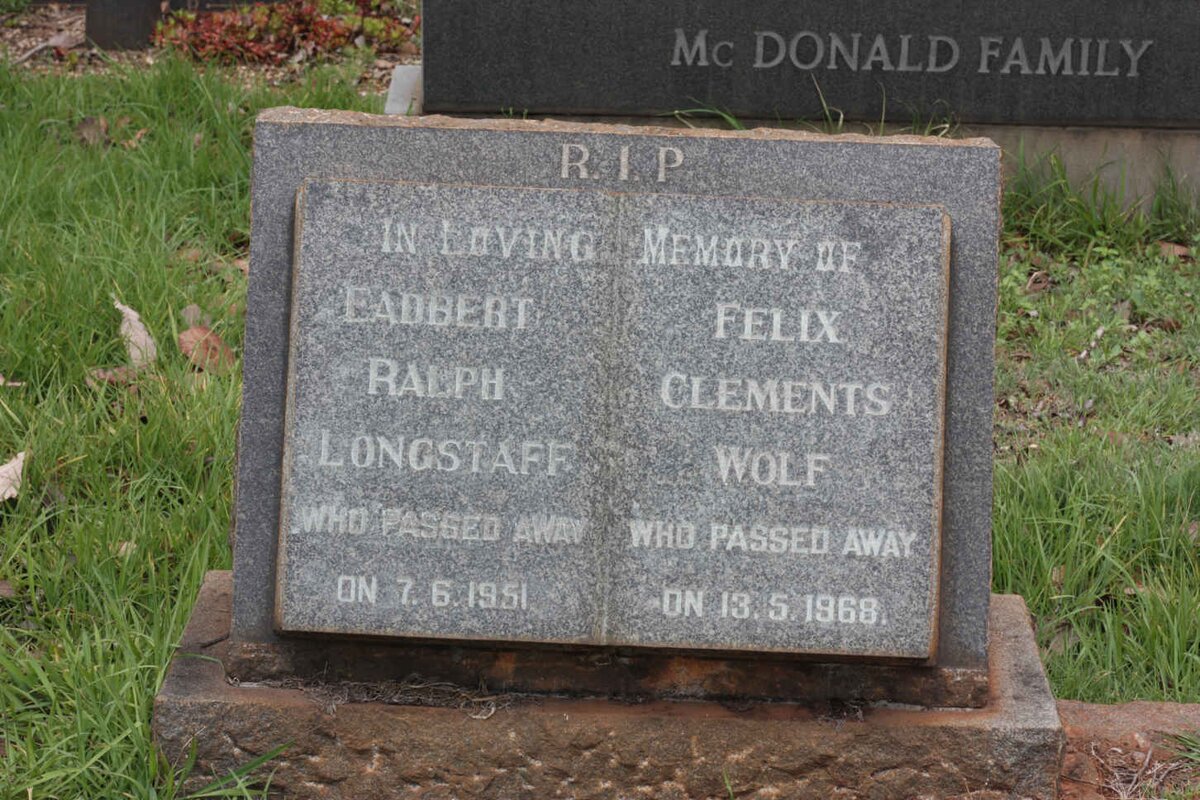 Mc DONALD FAMILY
R.I.P
IN LOVING MEMORY OF
EADBERT
RALPH
LONGSTAFF
WHO PASSED AWAY
ON 7.6.1951.
FELIX
CLEMENTS
WOLF
WHO PASSED AWAY
ON 13.5.1968.